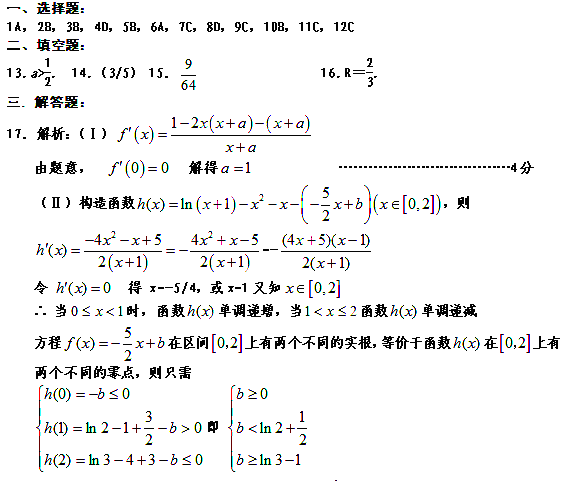 一、选择题:
1A, 2B, 3B, 4D, 5B, 6A, 7C, 8D, 9C, 10B, 11C, 12C
二、填空题:
13. a>1/2. 14. (3/5) 15. 9/64 16. R=2/3.
三. 解答题:
17. 解析:(Ⅰ) f′(x)=(1−2x(x+a)−(x+a))/(x+a)
由题意, f′(0)=0 解得 a=1 ----------------------------------4分
(Ⅱ) 构造函数 h(x)=ln(x+1)−x²−x−(−5/2 x+b)(x∈[0,2]),则
h′(x)=(−4x²−x+5)/(2(x+1))=−(4x²+x−5)/(2(x+1))=−((4x+5)(x−1))/(2(x+1))
令 h′(x)=0 得 x=−5/4,或 x=1 又知 x∈[0,2]
∴ 当 0≤x<1 时, 函数 h(x) 单调递增, 当 1<x≤2 函数 h(x) 单调递减
方程 f(x)=−5/2 x+b 在区间 [0,2] 上有两个不同的实根, 等价于函数 h(x) 在 [0,2] 上有
两个不同的零点, 则只需
h(0)=−b≤0 b≥0
h(1)=ln 2−1+3/2−b>0 即 b<ln 2+1/2
h(2)=ln 3−4+3−b≤0 b≥ln 3−1